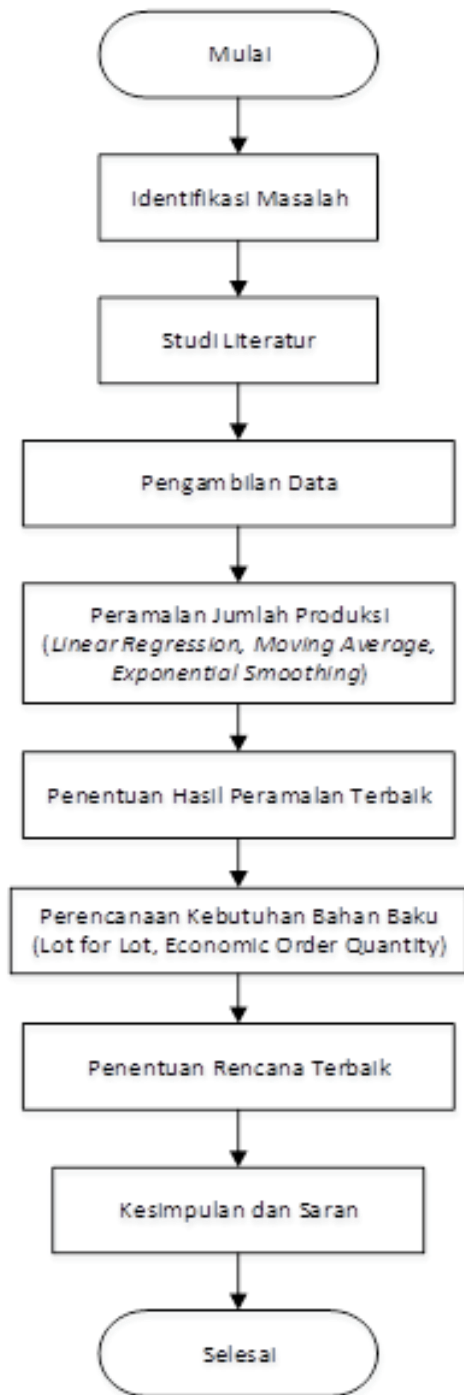 Mulai
Identifikasi Masalah
Studi Literatur
Pengambilan Data
Peramalan Jumlah Produksi
(Linear Regression, Moving Average,
Exponential Smoothing)
Penentuan Hasil Peramalan Terbaik
Perencanaan Kebutuhan Bahan Baku
(Lot for Lot, Economic Order Quantity)
Penentuan Rencana Terbaik
Kesimpulan dan Saran
Selesai